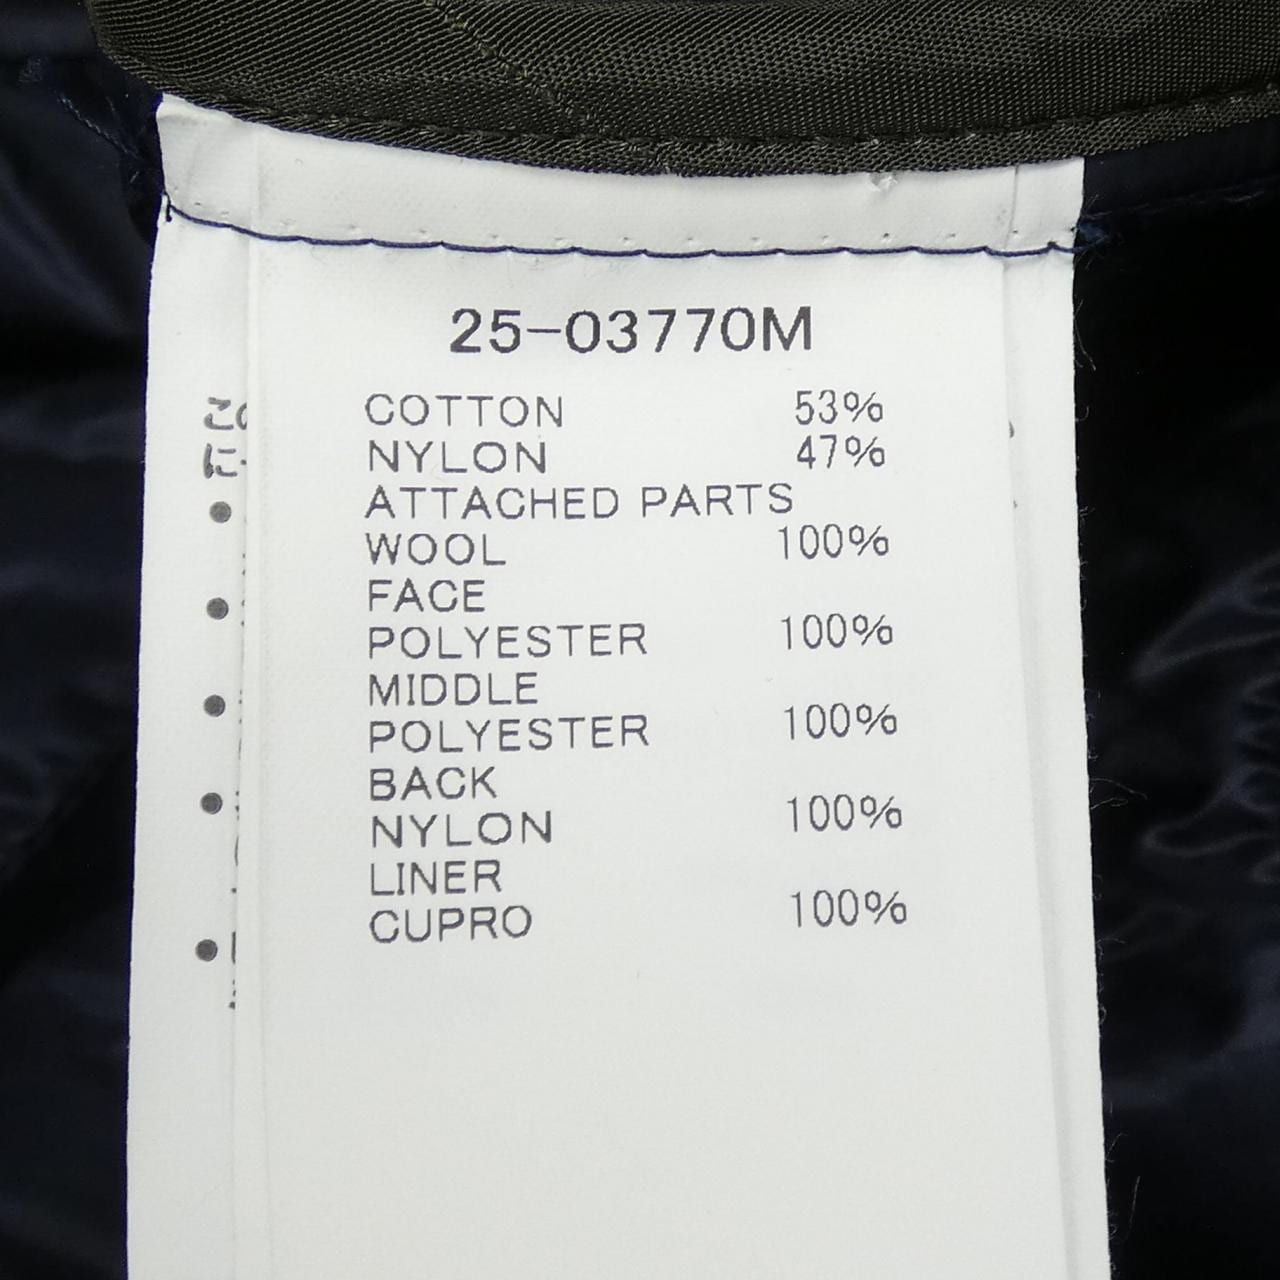 25-03770M
COTTON 53%
NYLON 47%
ATTACHED PARTS
WOOL 100%
FACE
POLYESTER 100%
MIDDLE
POLYESTER 100%
BACK
NYLON 100%
LINER
CUPRO 100%